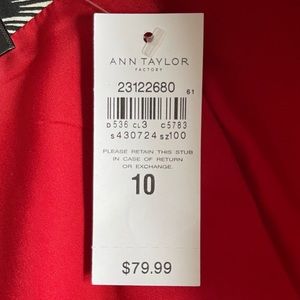 ANN TAYLOR
FACTORY
23122680 61
b536 CL3 c5783
s430724 sz100
PLEASE RETAIN THIS STUB
IN CASE OF RETURN
OR EXCHANGE.
10
$79.99